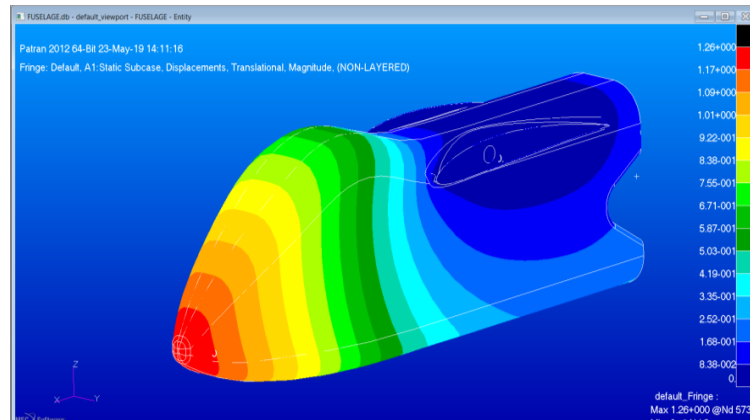 FUSELAGE.db - default_viewport - FUSELAGE - Entity
Patran 2012 64-Bit 23-May-19 14:11:16
Fringe: Default, A1:Static Subcase, Displacements, Translational, Magnitude, (NON-LAYERED)
1.26+000
1.17+000
1.09+000
1.01+000
9.22-001
8.38-001
7.55-001
6.71-001
5.87-001
5.03-001
4.19-001
3.35-001
2.52-001
1.68-001
8.38-002
0.
Z
X
Y
default_Fringe :
Max 1.26+000 @Nd 573